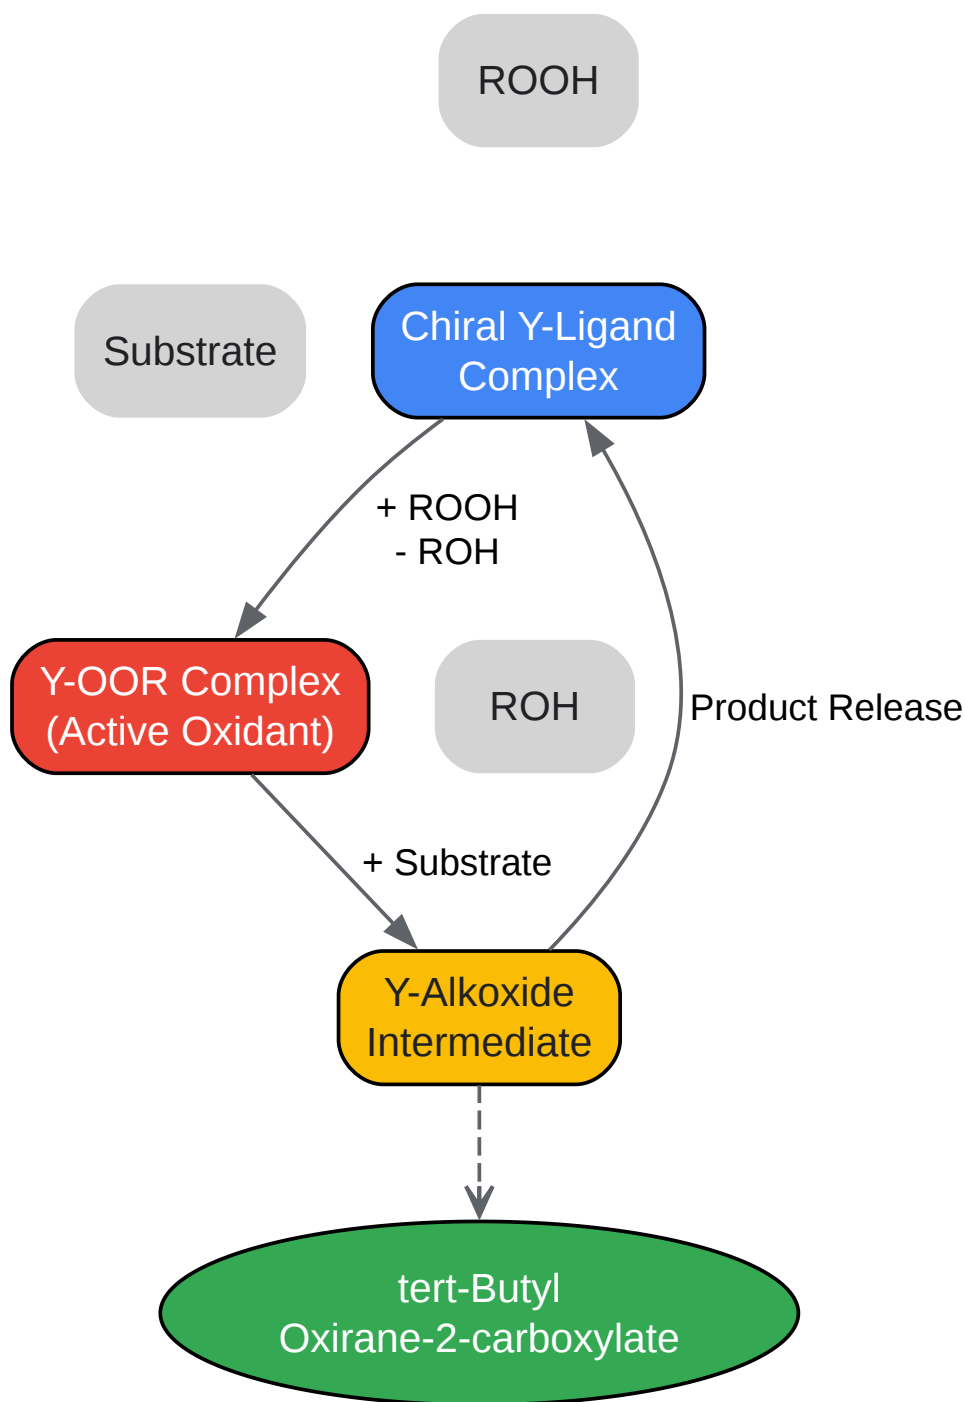 ROOH
Substrate
Chiral Y-Ligand
Complex
+ ROOH
- ROH
Y-OOR Complex
(Active Oxidant)
ROH
Product Release
+ Substrate
Y-Alkoxide
Intermediate
tert-Butyl
Oxirane-2-carboxylate